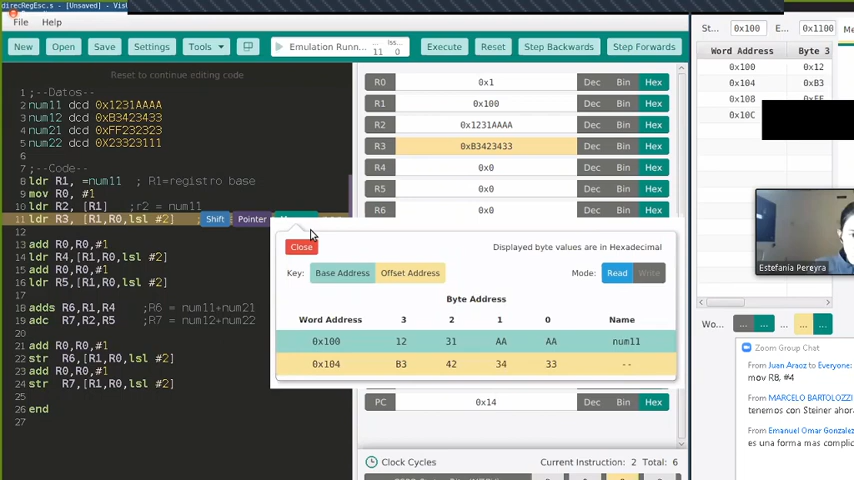 direcRegEsc.s - [Unsaved] - VisU
File Help
New Open Save Settings Tools Emulation Runn... 11 0 Execute Reset Step Backwards Step Forwards
Reset to continue editing code
1 ;--Datos--
2 num11 dcd 0x1231AAAA
3 num12 dcd 0xB3423433
4 num21 dcd 0xFF232323
5 num22 dcd 0x23323111
6
7 ;--Code--
8 ldr R1, =num11 ; R1=registro base
9 mov R0, #1
10 ldr R2, [R1] ;r2 = num11
11 ldr R3, [R1,R0,lsl #2] Shift Pointer
12
13 add R0,R0,#1
14 ldr R4,[R1,R0,lsl #2]
15 add R0,R0,#1
16 ldr R5,[R1,R0,lsl #2]
17
18 adds R6,R1,R4 ;R6 = num11+num21
19 adc R7,R2,R5 ;R7 = num12+num22
20
21 add R0,R0,#1
22 str R6,[R1,R0,lsl #2]
23 add R0,R0,#1
24 str R7,[R1,R0,lsl #2]
25
26 end
27
R0 0x1 Dec Bin Hex
R1 0x100 Dec Bin Hex
R2 0x1231AAAA Dec Bin Hex
R3 0xB3423433 Dec Bin Hex
R4 0x0 Dec Bin Hex
R5 0x0 Dec Bin Hex
R6 0x0 Dec Bin Hex
Close Displayed byte values are in Hexadecimal
Key: Base Address Offset Address Mode: Read Write
Byte Address
Word Address 3 2 1 0 Name
0x100 12 31 AA AA num11
0x104 B3 42 34 33 --
PC 0x14 Dec Bin Hex
Clock Cycles Current Instruction: 2 Total: 6
St... 0x100 E... 0x1100
Word Address Byte 3
0x100 0x12
0x104 0xB3
0x108 0xFF
0x10C
Estefanía Pereyra
Wo... ... ... ... ...
Zoom Group Chat
From Juan Araoz to Everyone:
mov R8, #4
From MARCELO BARTOLOZZI
tenemos con Steiner ahora
From Emanuel Omar Gonzalez
es una forma mas complic